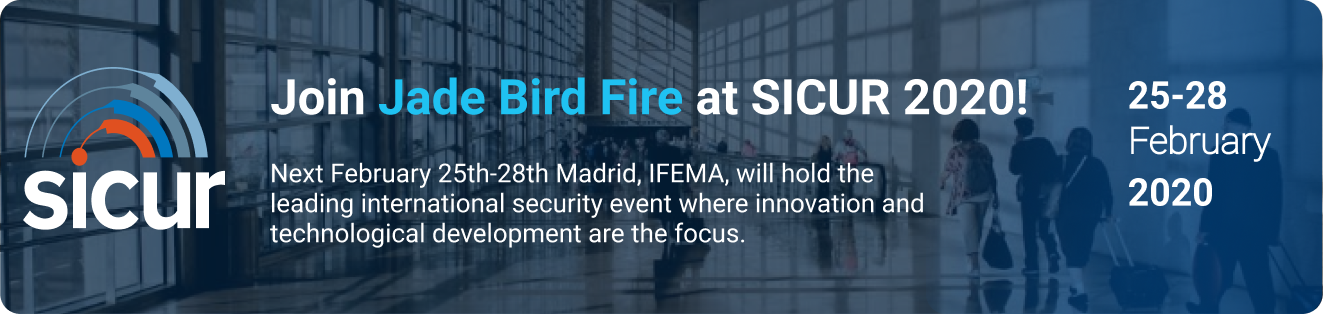 sicur
Join Jade Bird Fire at SICUR 2020!
Next February 25th-28th Madrid, IFEMA, will hold the
leading international security event where innovation and
technological development are the focus.
25-28
February
2020